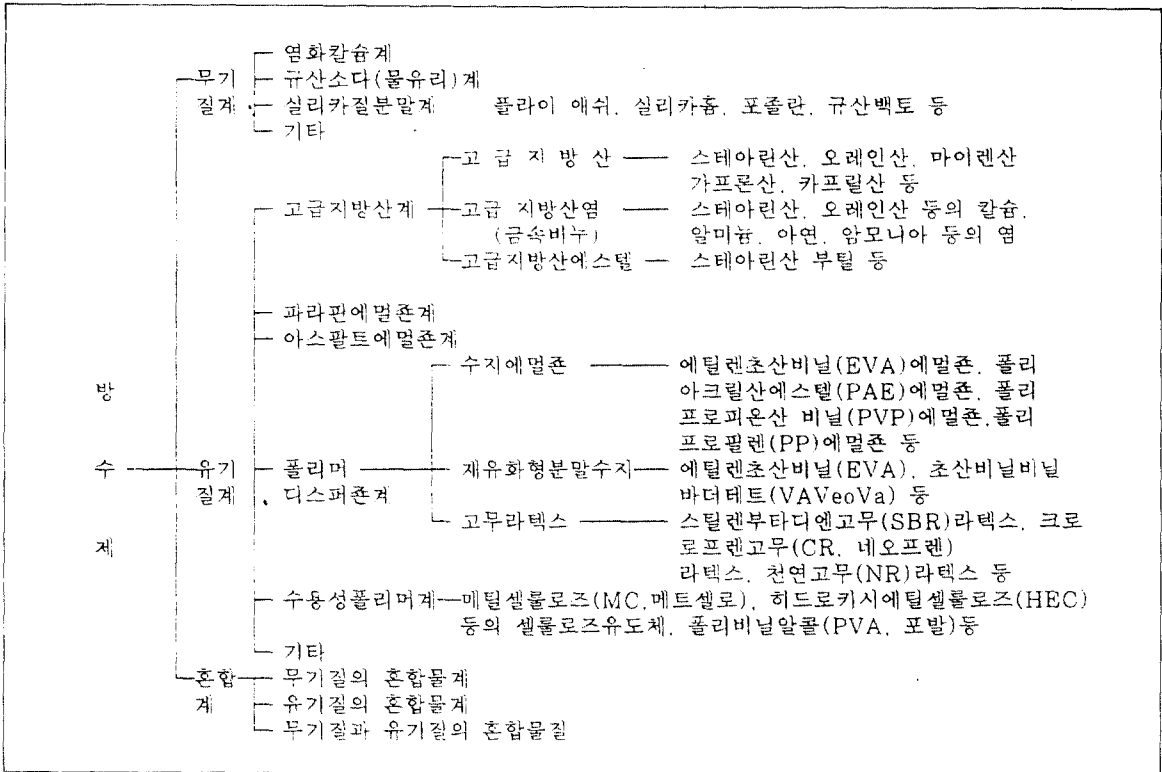 염화칼슘계
무기 규산소다(물유리)계
질계 실리카질분말계 플라이 애쉬, 실리카흄, 포졸란, 규산백토 등
기타
고 급 지 방 산 스테아린산, 오레인산, 마이렌산
가프론산, 카프릴산 등
고급지방산계 고급 지방산염 스테아린산, 오레인산 등의 칼슘,
(금속비누) 알미늄, 아연, 암모니아 등의 염
고급지방산에스텔 스테아린산 부틸 등
파라핀에멀죤계
아스팔트에멀죤계
수지에멀죤 에틸렌초산비닐(EVA)에멀죤, 폴리
방 아크릴산에스텔(PAE)에멀죤, 폴리
프로피온산 비닐(PVP)에멀죤,폴리
프로필렌(PP)에멀죤 등
수 유기 폴리머 재유화형분말수지 에틸렌초산비닐(EVA), 초산비닐비닐
질계 디스퍼죤계 바더테트(VAVeoVa) 등
고무라텍스 스틸렌부타디엔고무(SBR)라텍스, 크로
제 로프렌고무(CR, 네오프렌)
라텍스, 천연고무(NR)라텍스 등
수용성폴리머계 메틸셀룰로즈(MC,메트셀로), 히드로키시에틸셀룰로즈(HEC)
등의 셀룰로즈유도체, 폴리비닐알콜(PVA, 포발)등
기타
혼합 무기질의 혼합물계
계 유기질의 혼합물계
무기질과 유기질의 혼합물질